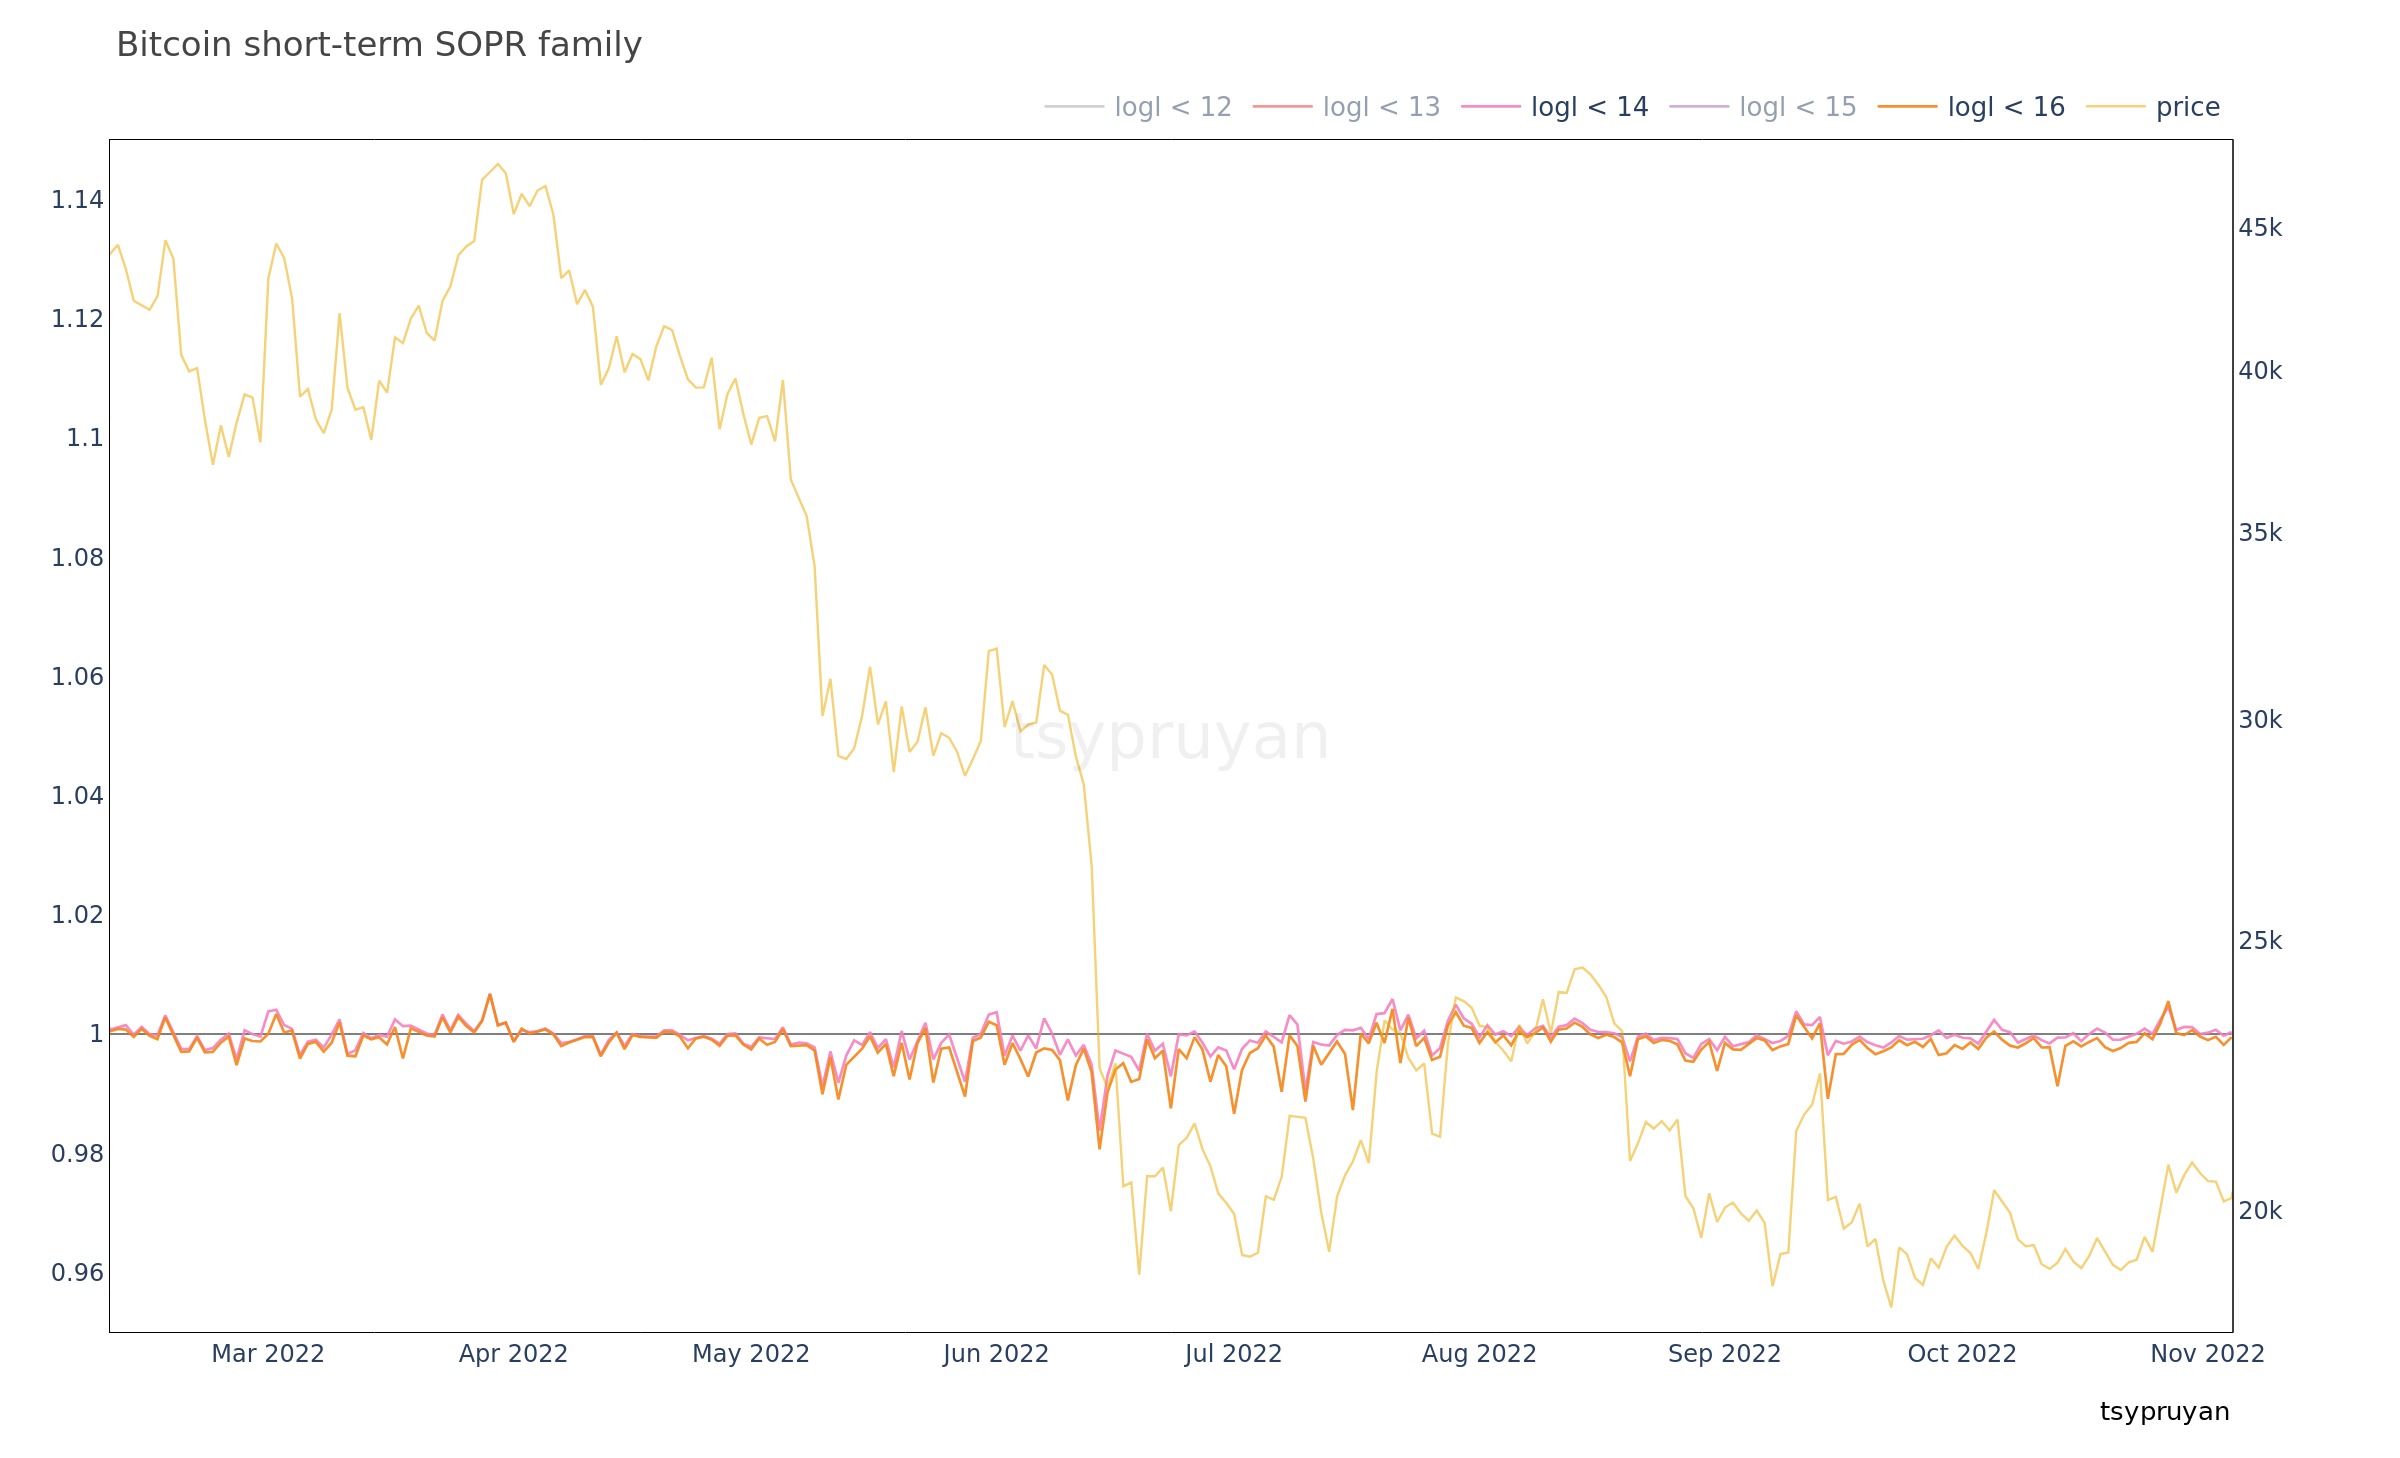 Bitcoin short-term SOPR family
logl < 12 logl < 13 logl < 14 logl < 15 logl < 16 price
1.14
1.12
1.1
1.08
1.06
1.04
1.02
1
0.98
0.96
45k
40k
35k
30k
25k
20k
tsypruyan
Mar 2022 Apr 2022 May 2022 Jun 2022 Jul 2022 Aug 2022 Sep 2022 Oct 2022 Nov 2022
tsypruyan